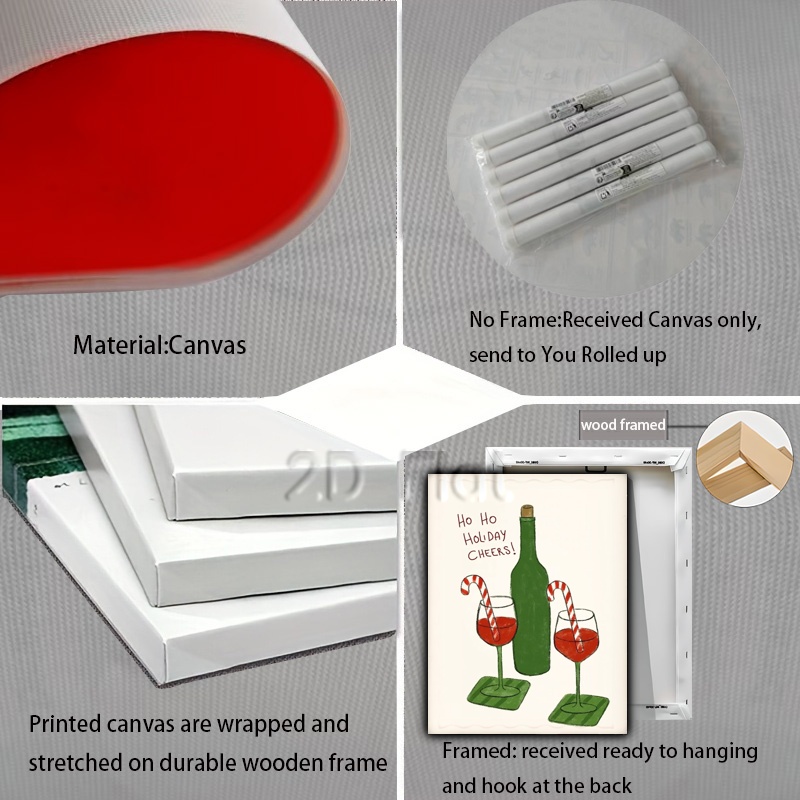 Material:Canvas
No Frame:Received Canvas only,
send to You Rolled up
2D Flat
wood framed
HO HO
HOLIDAY
CHEERS!
Printed canvas are wrapped and
stretched on durable wooden frame
Framed: received ready to hanging
and hook at the back